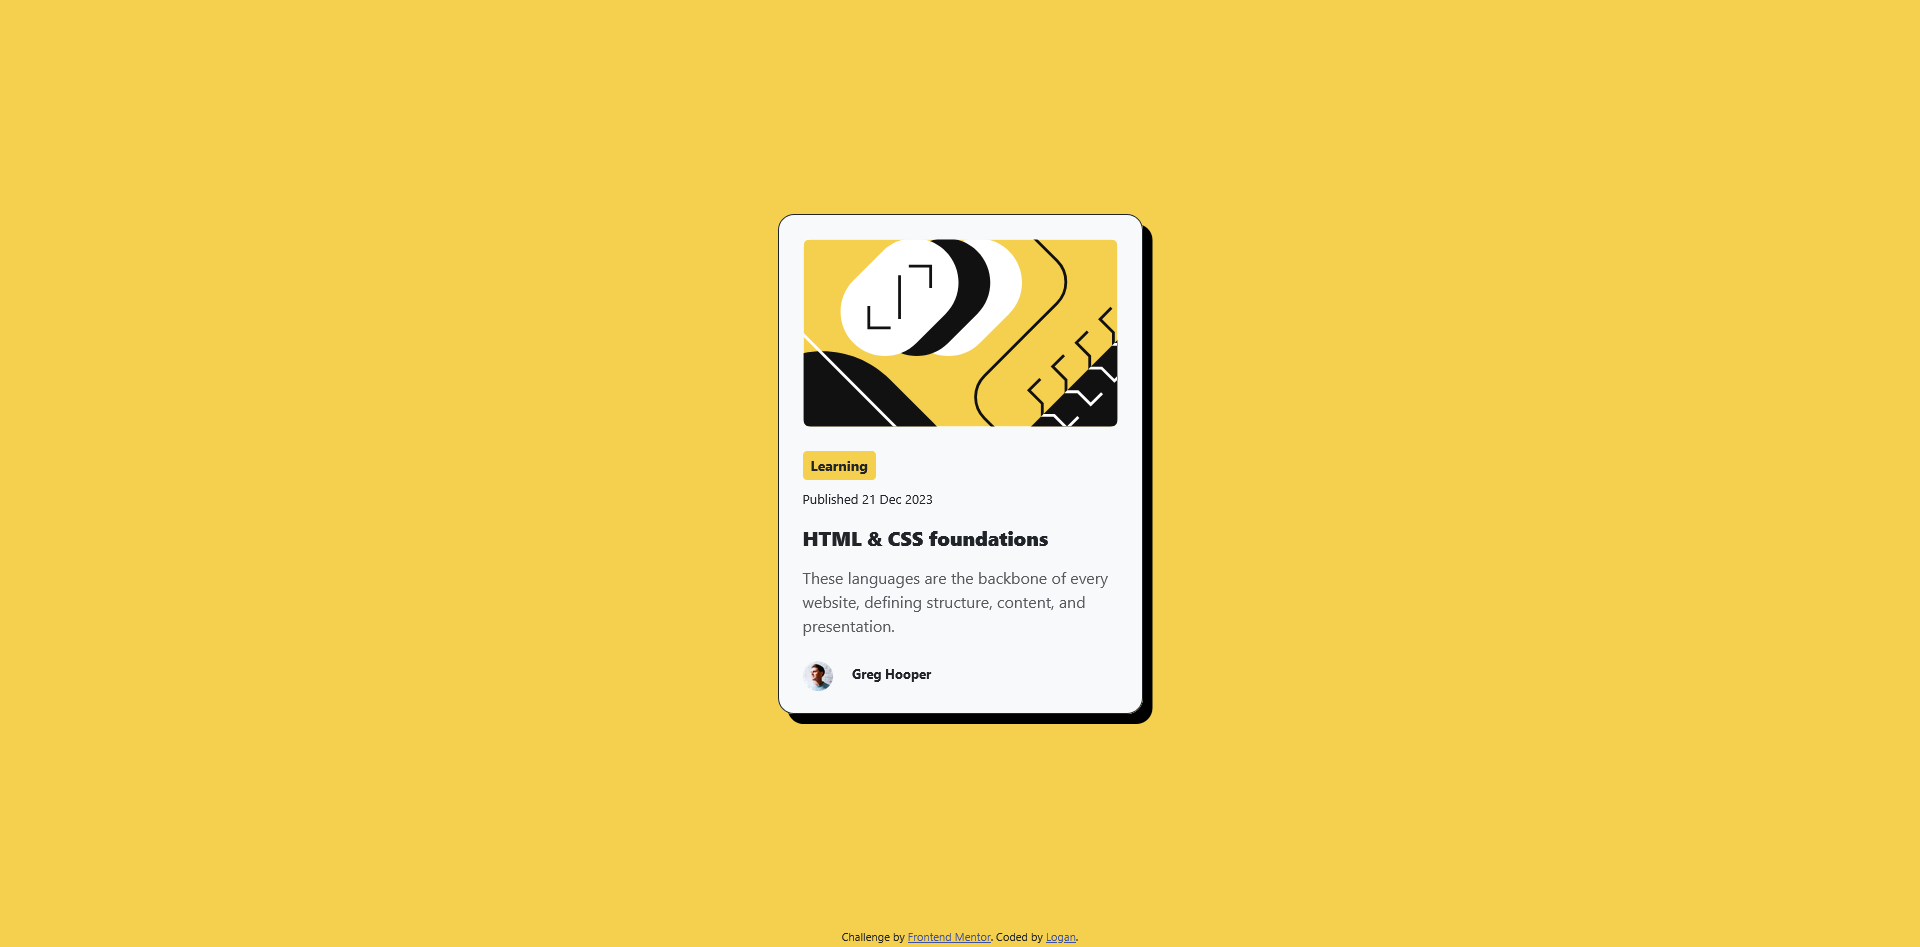 Learning
Published 21 Dec 2023
HTML & CSS foundations
These languages are the backbone of every
website, defining structure, content, and
presentation.
Greg Hooper
Challenge by Frontend Mentor. Coded by Logan.